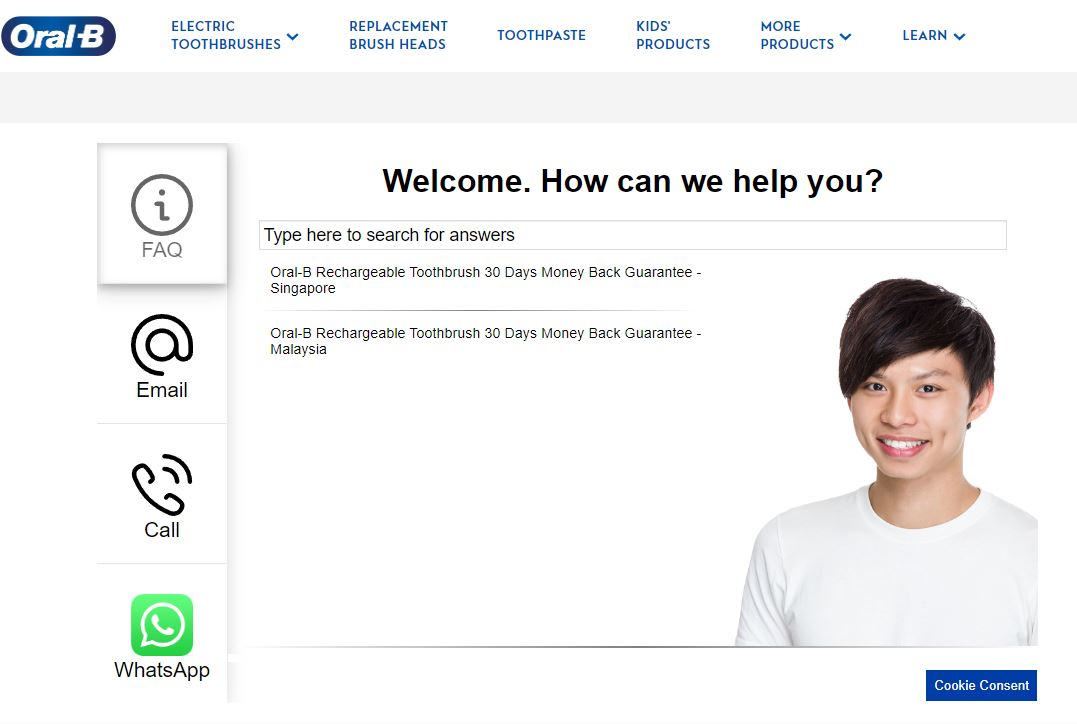 Oral-B
ELECTRIC
TOOTHBRUSHES
REPLACEMENT
BRUSH HEADS
TOOTHPASTE
KIDS'
PRODUCTS
MORE
PRODUCTS
LEARN
FAQ
Email
Call
WhatsApp
Welcome. How can we help you?
Type here to search for answers
Oral-B Rechargeable Toothbrush 30 Days Money Back Guarantee -
Singapore
Oral-B Rechargeable Toothbrush 30 Days Money Back Guarantee -
Malaysia
Cookie Consent